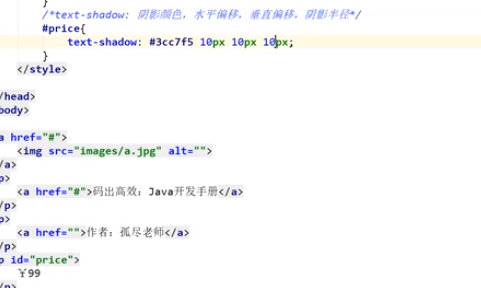 }
/*text-shadow: 阴影颜色，水平偏移，垂直偏移，阴影半径*/
#price{
text-shadow: #3cc7f5 10px 10px 10px;
}
</style>
/head>
body>
a href="#">
<img src="images/a.jpg" alt="">
/a>
p>
<a href="#">码出高效：Java开发手册</a>
/p>
p>
<a href="">作者：孤尽老师</a>
/p>
p id="price">
￥99
/p>